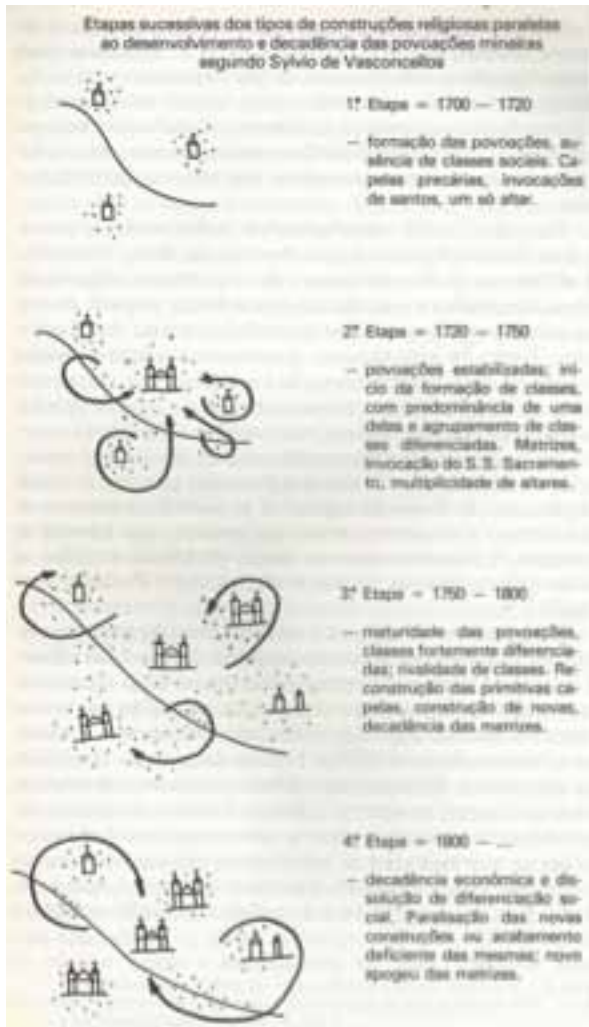 Etapas sucessivas dos tipos de construções religiosas paralelas
ao desenvolvimento e decadência das povoações mineiras
segundo Sylvio de Vasconcellos
1ª Etapa = 1700 — 1720
— formação das povoações, au-
sência de classes sociais. Ca-
pelas precárias, invocações
de santos, um só altar.
2ª Etapa = 1720 — 1750
— povoações estabilizadas; iní-
cio da formação de classes,
com predominância de uma
delas e agrupamento de clas-
ses diferenciadas. Matrizes,
invocação do S. S. Sacramen-
to, multiplicidade de altares.
3ª Etapa = 1750 — 1800
— maturidade das povoações,
classes fortemente diferencia-
das; rivalidade de classes. Re-
construção das primitivas ca-
pelas, construção de novas,
decadência das matrizes.
4ª Etapa = 1800 — ...
— decadência econômica e dis-
solução de diferenciação so-
cial. Paralisação das novas
construções ou acabamento
deficiente das mesmas; novo
apogeu das matrizes.